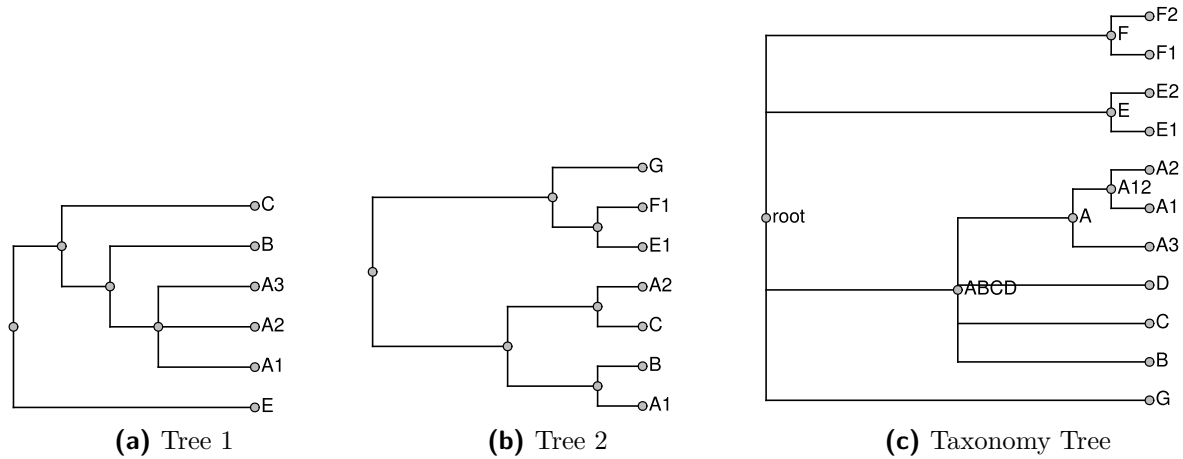 C
B
A3
A2
A1
E
(a) Tree 1
G
F1
E1
A2
C
B
A1
(b) Tree 2
F2
F
F1
E2
E
E1
A2
A12
A1
root
A
A3
D
ABCD
C
B
G
(c) Taxonomy Tree